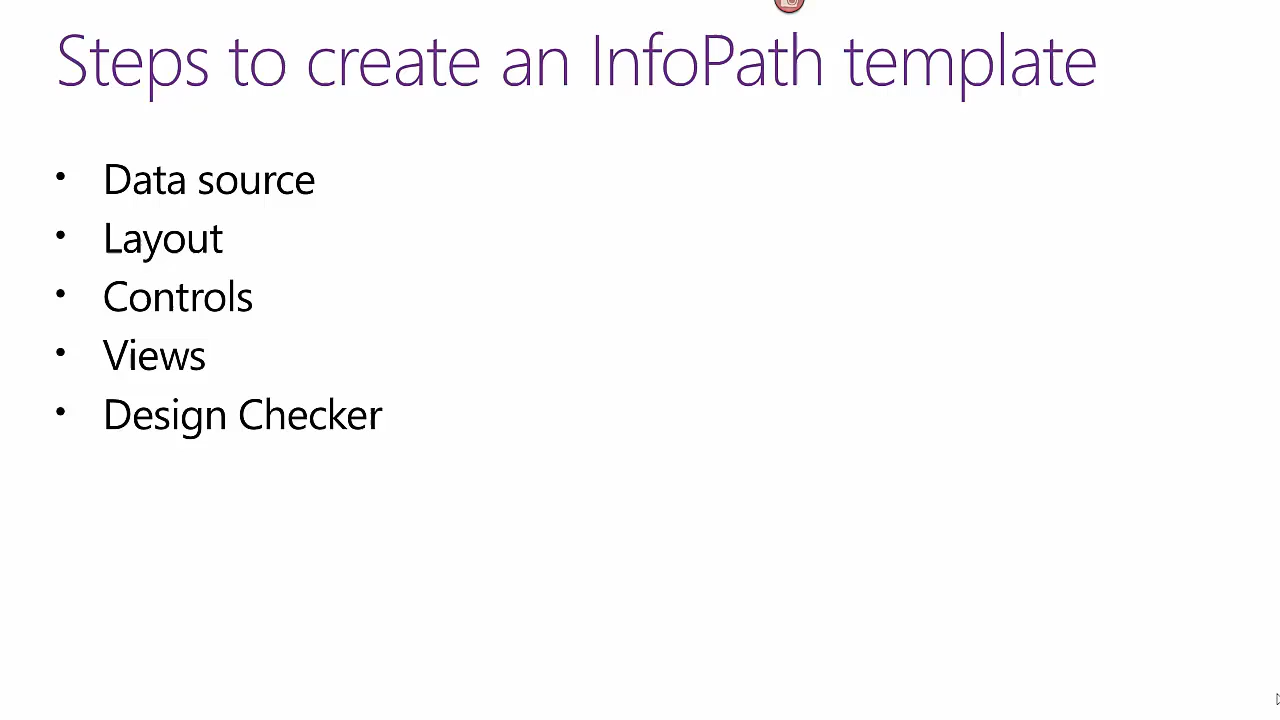 Steps to create an InfoPath template
• Data source
• Layout
• Controls
• Views
• Design Checker